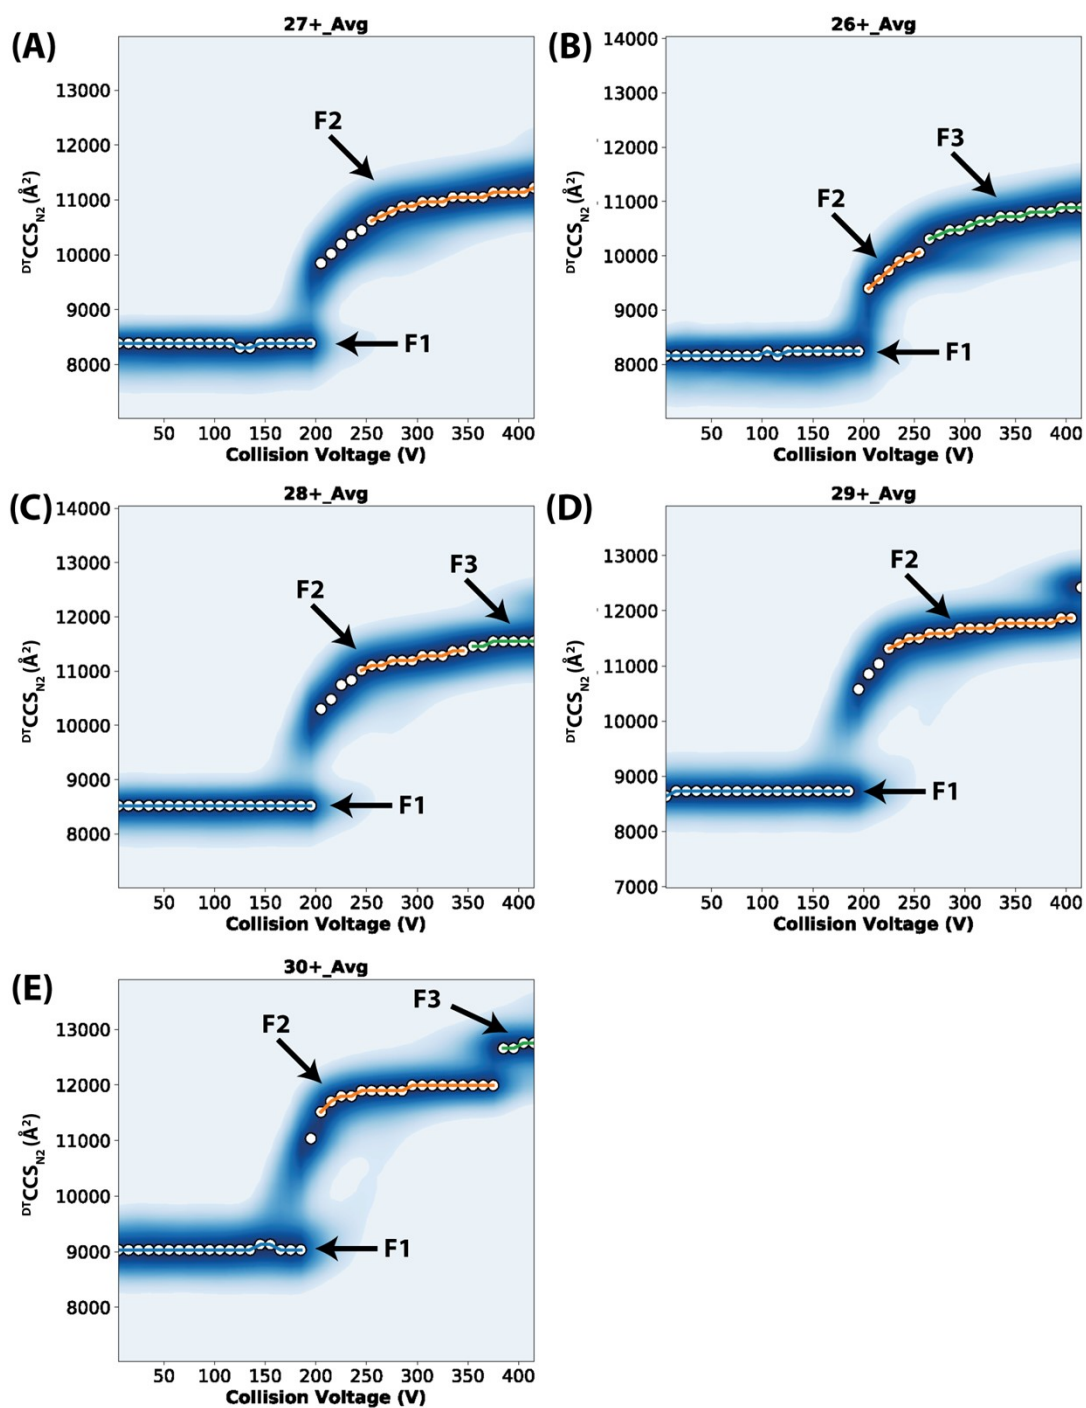 (A)
27+_Avg
13000
12000
11000
10000
9000
8000
DTCCSN2 (Å²)
F2
F1
50 100 150 200 250 300 350 400
Collision Voltage (V)
(B)
26+_Avg
14000
13000
12000
11000
10000
9000
8000
DTCCSN2 (Å²)
F3
F2
F1
50 100 150 200 250 300 350 400
Collision Voltage (V)
(C)
28+_Avg
14000
13000
12000
11000
10000
9000
8000
DTCCSN2 (Å²)
F3
F2
F1
50 100 150 200 250 300 350 400
Collision Voltage (V)
(D)
29+_Avg
13000
12000
11000
10000
9000
8000
7000
DTCCSN2 (Å²)
F2
F1
50 100 150 200 250 300 350 400
Collision Voltage (V)
(E)
30+_Avg
13000
12000
11000
10000
9000
8000
DTCCSN2 (Å²)
F3
F2
F1
50 100 150 200 250 300 350 400
Collision Voltage (V)